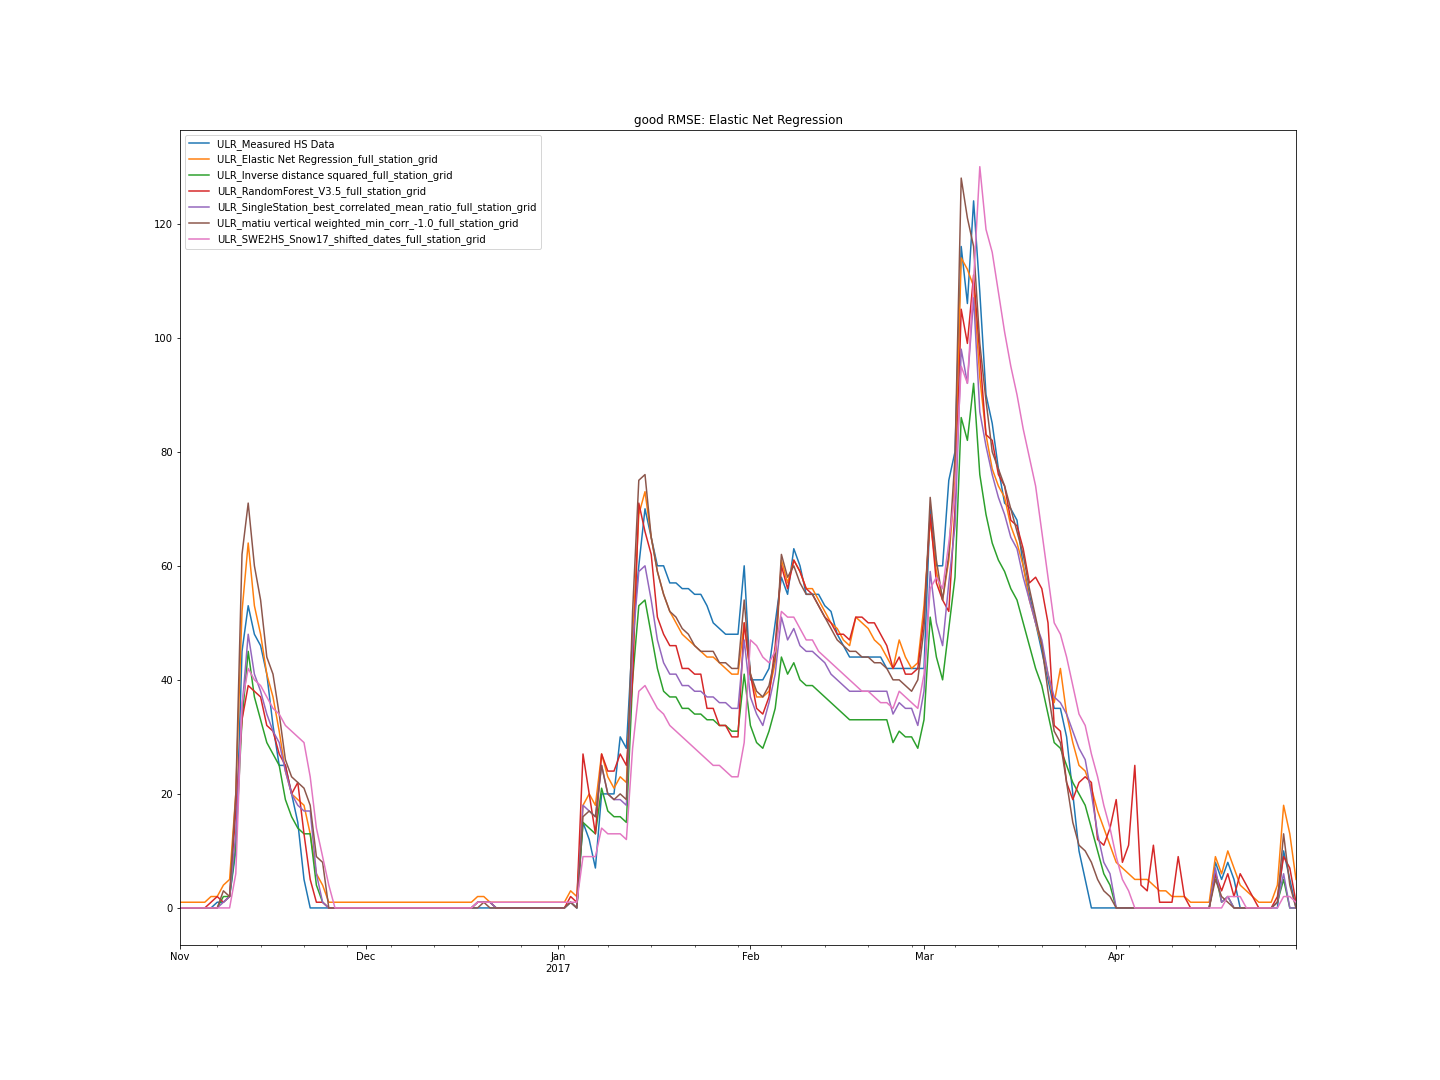 good RMSE: Elastic Net Regression
ULR_Measured HS Data
ULR_Elastic Net Regression_full_station_grid
ULR_Inverse distance squared_full_station_grid
ULR_RandomForest_V3.5_full_station_grid
ULR_SingleStation_best_correlated_mean_ratio_full_station_grid
ULR_matiu vertical weighted_min_corr_-1.0_full_station_grid
ULR_SWE2HS_Snow17_shifted_dates_full_station_grid
120
100
80
60
40
20
0
Nov Dec Jan Feb Mar Apr
2017